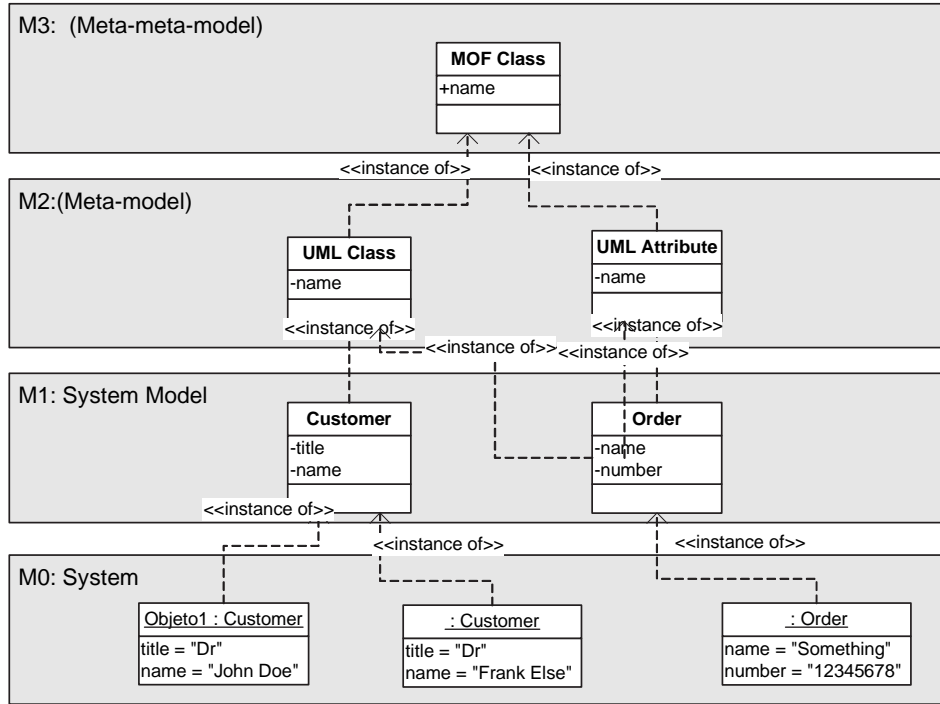 M3:  (Meta-meta-model)
MOF Class
+name
<<instance of>>
<<instance of>>
M2:(Meta-model)
UML Class
-name
UML Attribute
-name
<<instance of>>
<<instance of>>
<<instance of>>
<<instance of>>
M1: System Model
Customer
-title
-name
Order
-name
-number
<<instance of>>
<<instance of>>
<<instance of>>
M0: System
Objeto1 : Customer
title = "Dr"
name = "John Doe"
: Customer
title = "Dr"
name = "Frank Else"
: Order
name = "Something"
number = "12345678"